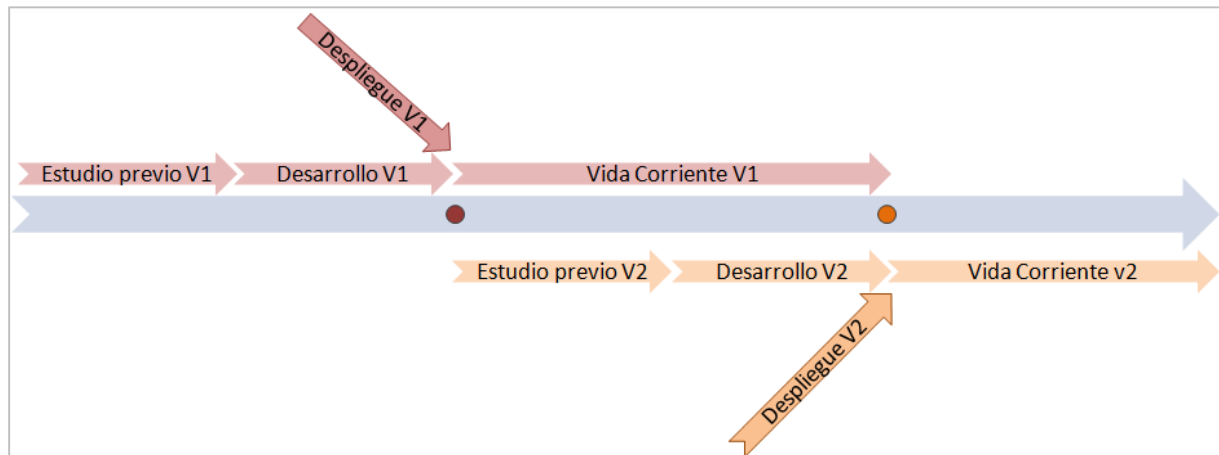 Despliegue V1
Estudio previo V1
Desarrollo V1
Vida Corriente V1
Estudio previo V2
Desarrollo V2
Vida Corriente v2
Despliegue V2